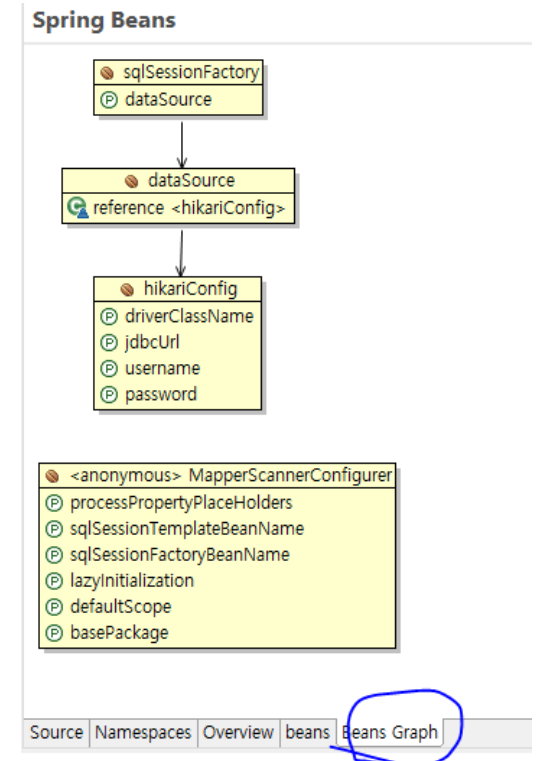 Spring Beans
sqlSessionFactory
dataSource
dataSource
reference <hikariConfig>
hikariConfig
driverClassName
jdbcUrl
username
password
<anonymous> MapperScannerConfigurer
processPropertyPlaceHolders
sqlSessionTemplateBeanName
sqlSessionFactoryBeanName
lazyInitialization
defaultScope
basePackage
Source Namespaces Overview beans Beans Graph